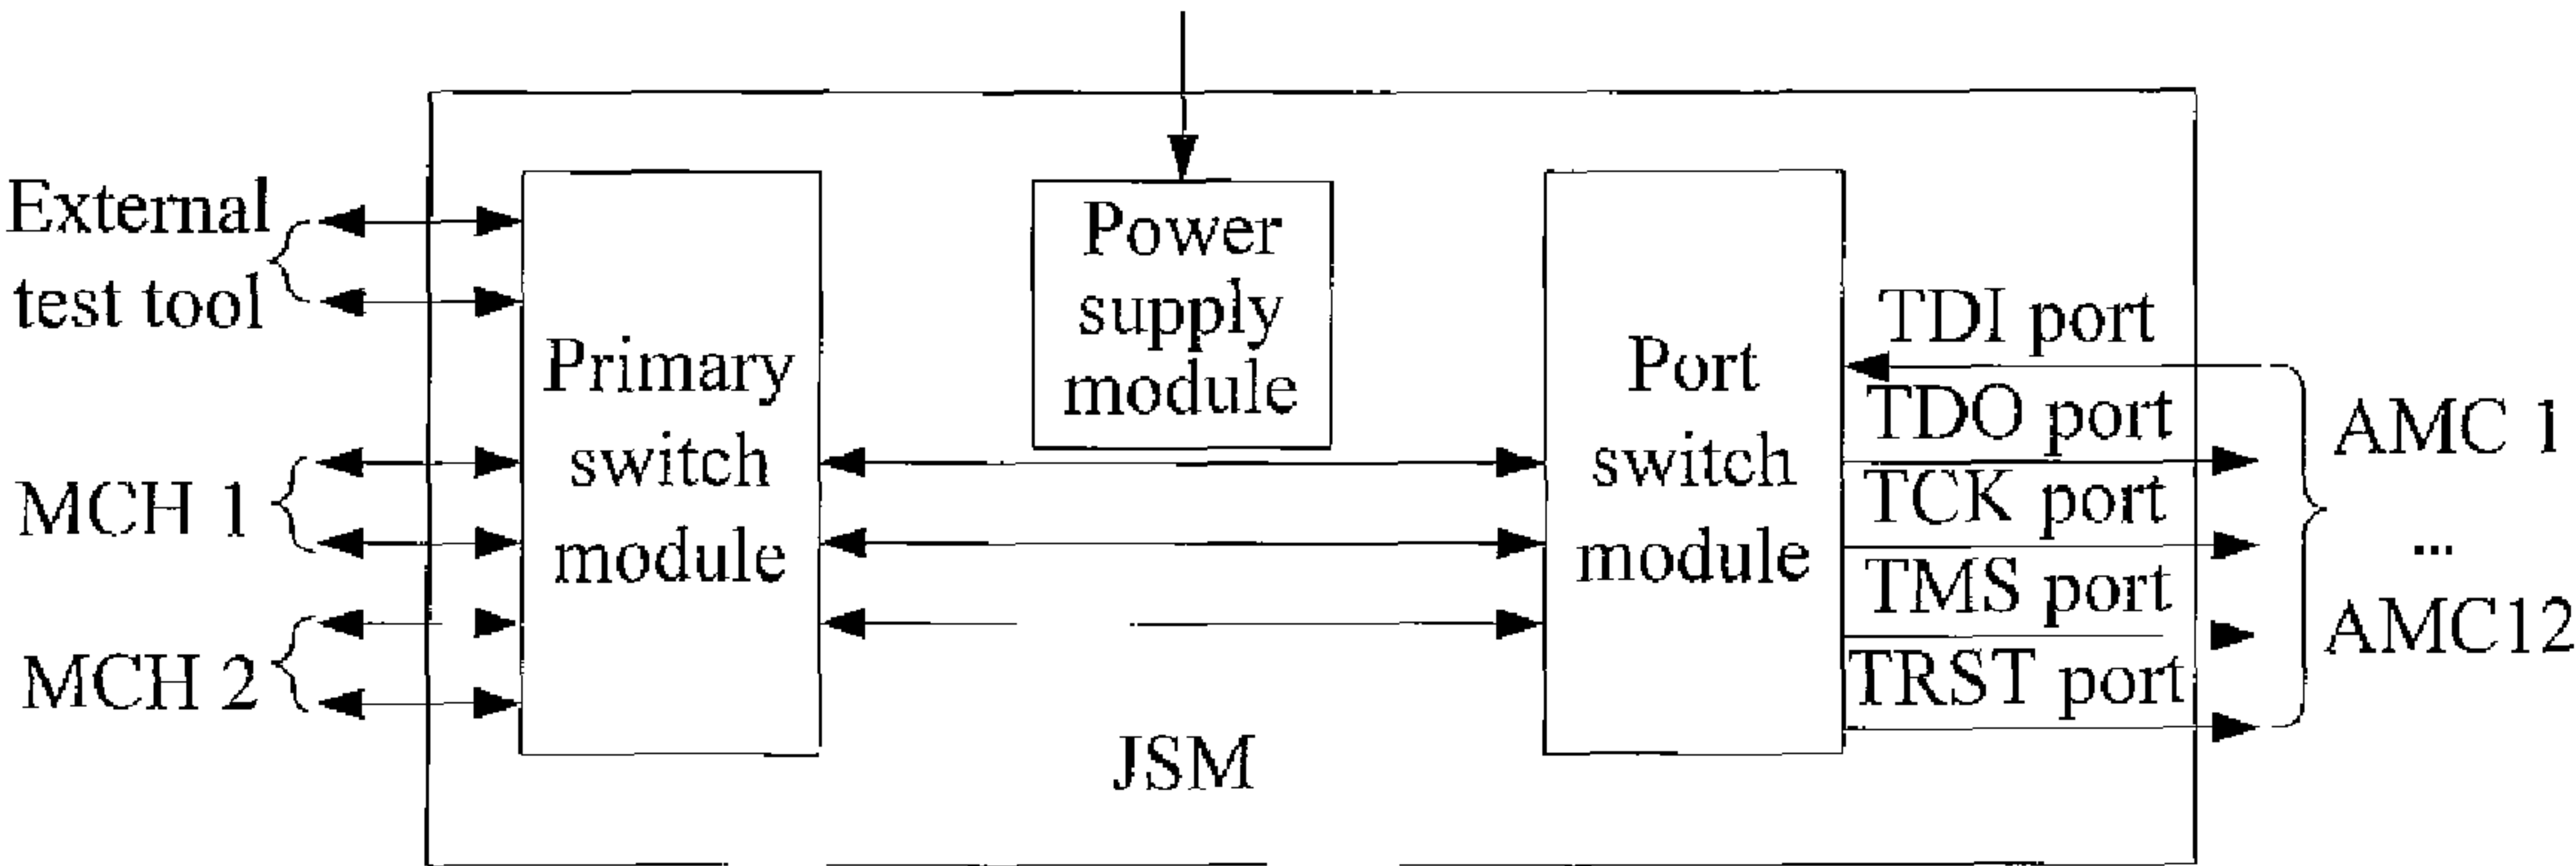 External
test tool
MCH 1
MCH 2
Primary
switch
module
Power
supply
module
JSM
Port
switch
module
TDI port
TDO port
TCK port
TMS port
TRST port
AMC 1
...
AMC12